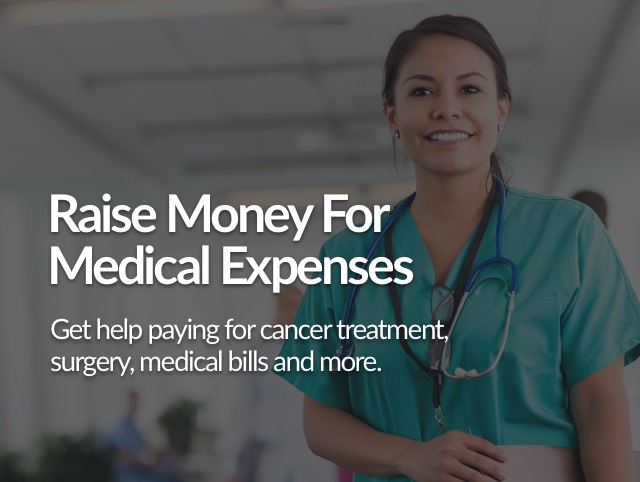 Raise Money For
Medical Expenses
Get help paying for cancer treatment,
surgery, medical bills and more.